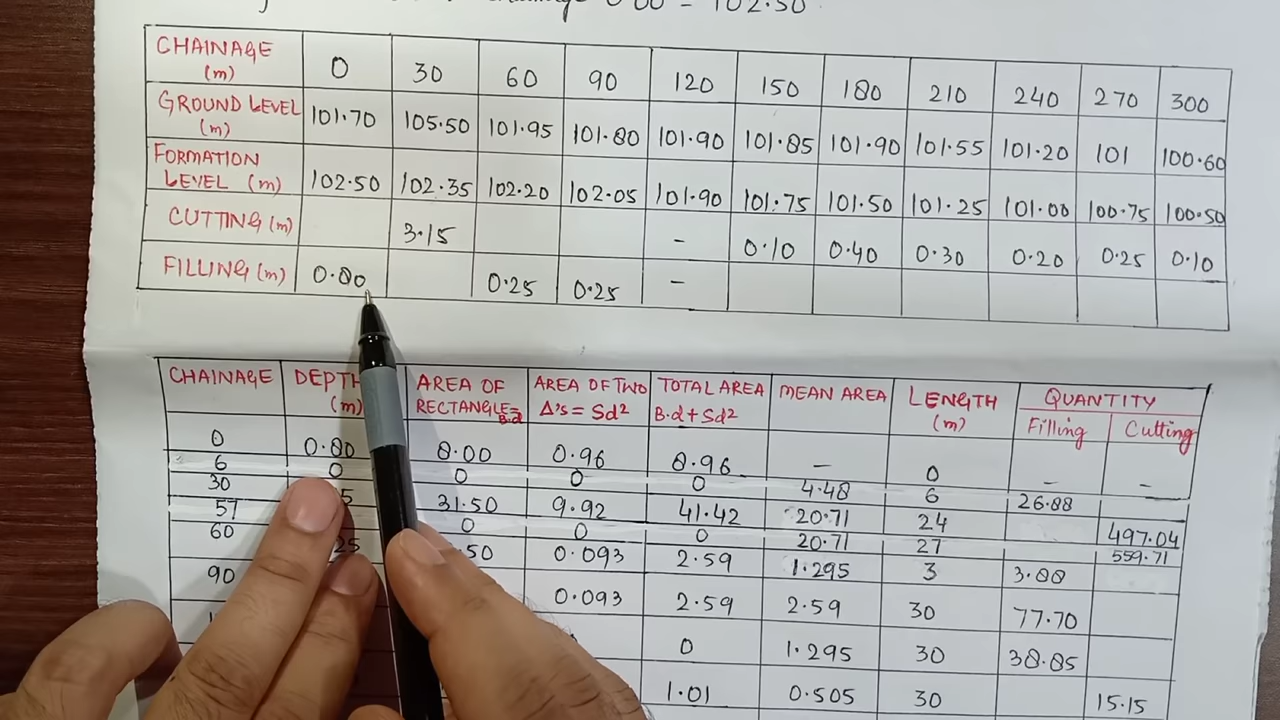 0.00 = 102.50
CHAINAGE (m) 0 30 60 90 120 150 180 210 240 270 300
GROUND LEVEL (m) 101.70 105.50 101.95 101.80 101.90 101.85 101.90 101.55 101.20 101 100.60
FORMATION LEVEL (m) 102.50 102.35 102.20 102.05 101.90 101.75 101.50 101.25 101.00 100.75 100.50
CUTTING (m) 3.15 - 0.10 0.40 0.30 0.20 0.25 0.10
FILLING (m) 0.80 0.25 0.25 -
CHAINAGE DEPTH (m) AREA OF RECTANGLE= B.d AREA OF TWO Δ's = Sd² TOTAL AREA B.d + Sd² MEAN AREA LENGTH (m) QUANTITY
Filling Cutting
0 0.80 8.00 0.96 8.96 - 0 - -
6 0 0 0 0 4.48 6 26.88
30 5 31.50 9.92 41.42 20.71 24 497.04
57 0 0 0 20.71 27 559.71
60 25 .50 0.093 2.59 1.295 3 3.88
90 0.093 2.59 2.59 30 77.70
0 1.295 30 38.85
1.01 0.505 30 15.15